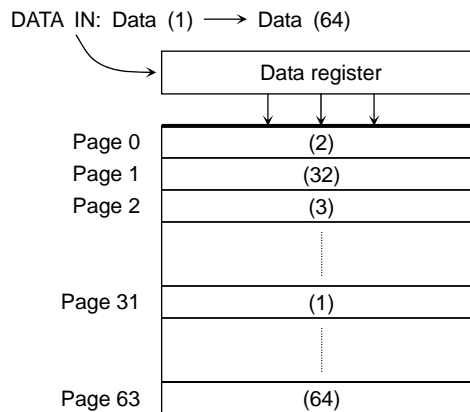 DATA IN: Data (1) Data (64)
Data register
Page 0 (2)
Page 1 (32)
Page 2 (3)
Page 31 (1)
Page 63 (64)